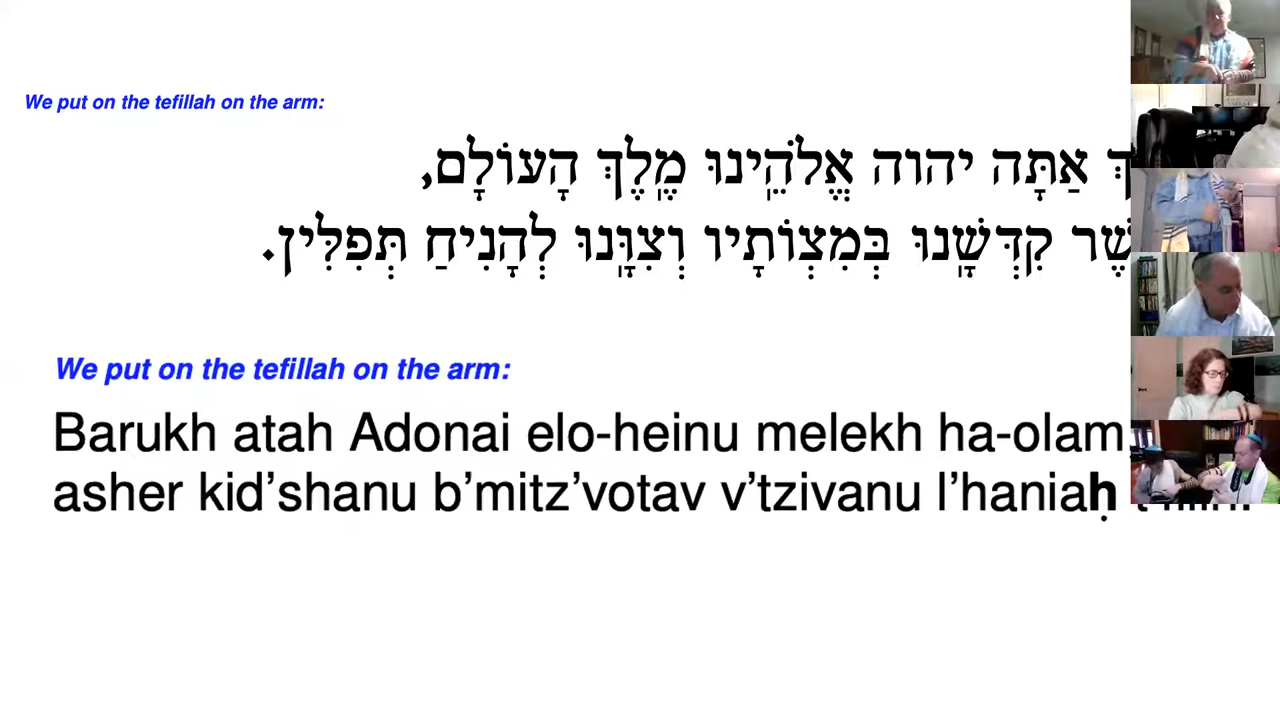 We put on the tefillah on the arm:
אַתָּה יהוה אֱלֹהֵֽינוּ מֶֽלֶךְ הָעוֹלָם,
קִדְּשָֽׁנוּ בְּמִצְוֹתָיו וְצִוָּֽנוּ לְהָנִיחַ תְּפִלִּין.
We put on the tefillah on the arm:
Barukh atah Adonai elo-heinu melekh ha-olam,
asher kid’shanu b’mitz’votav v’tzivanu l’haniaḥ